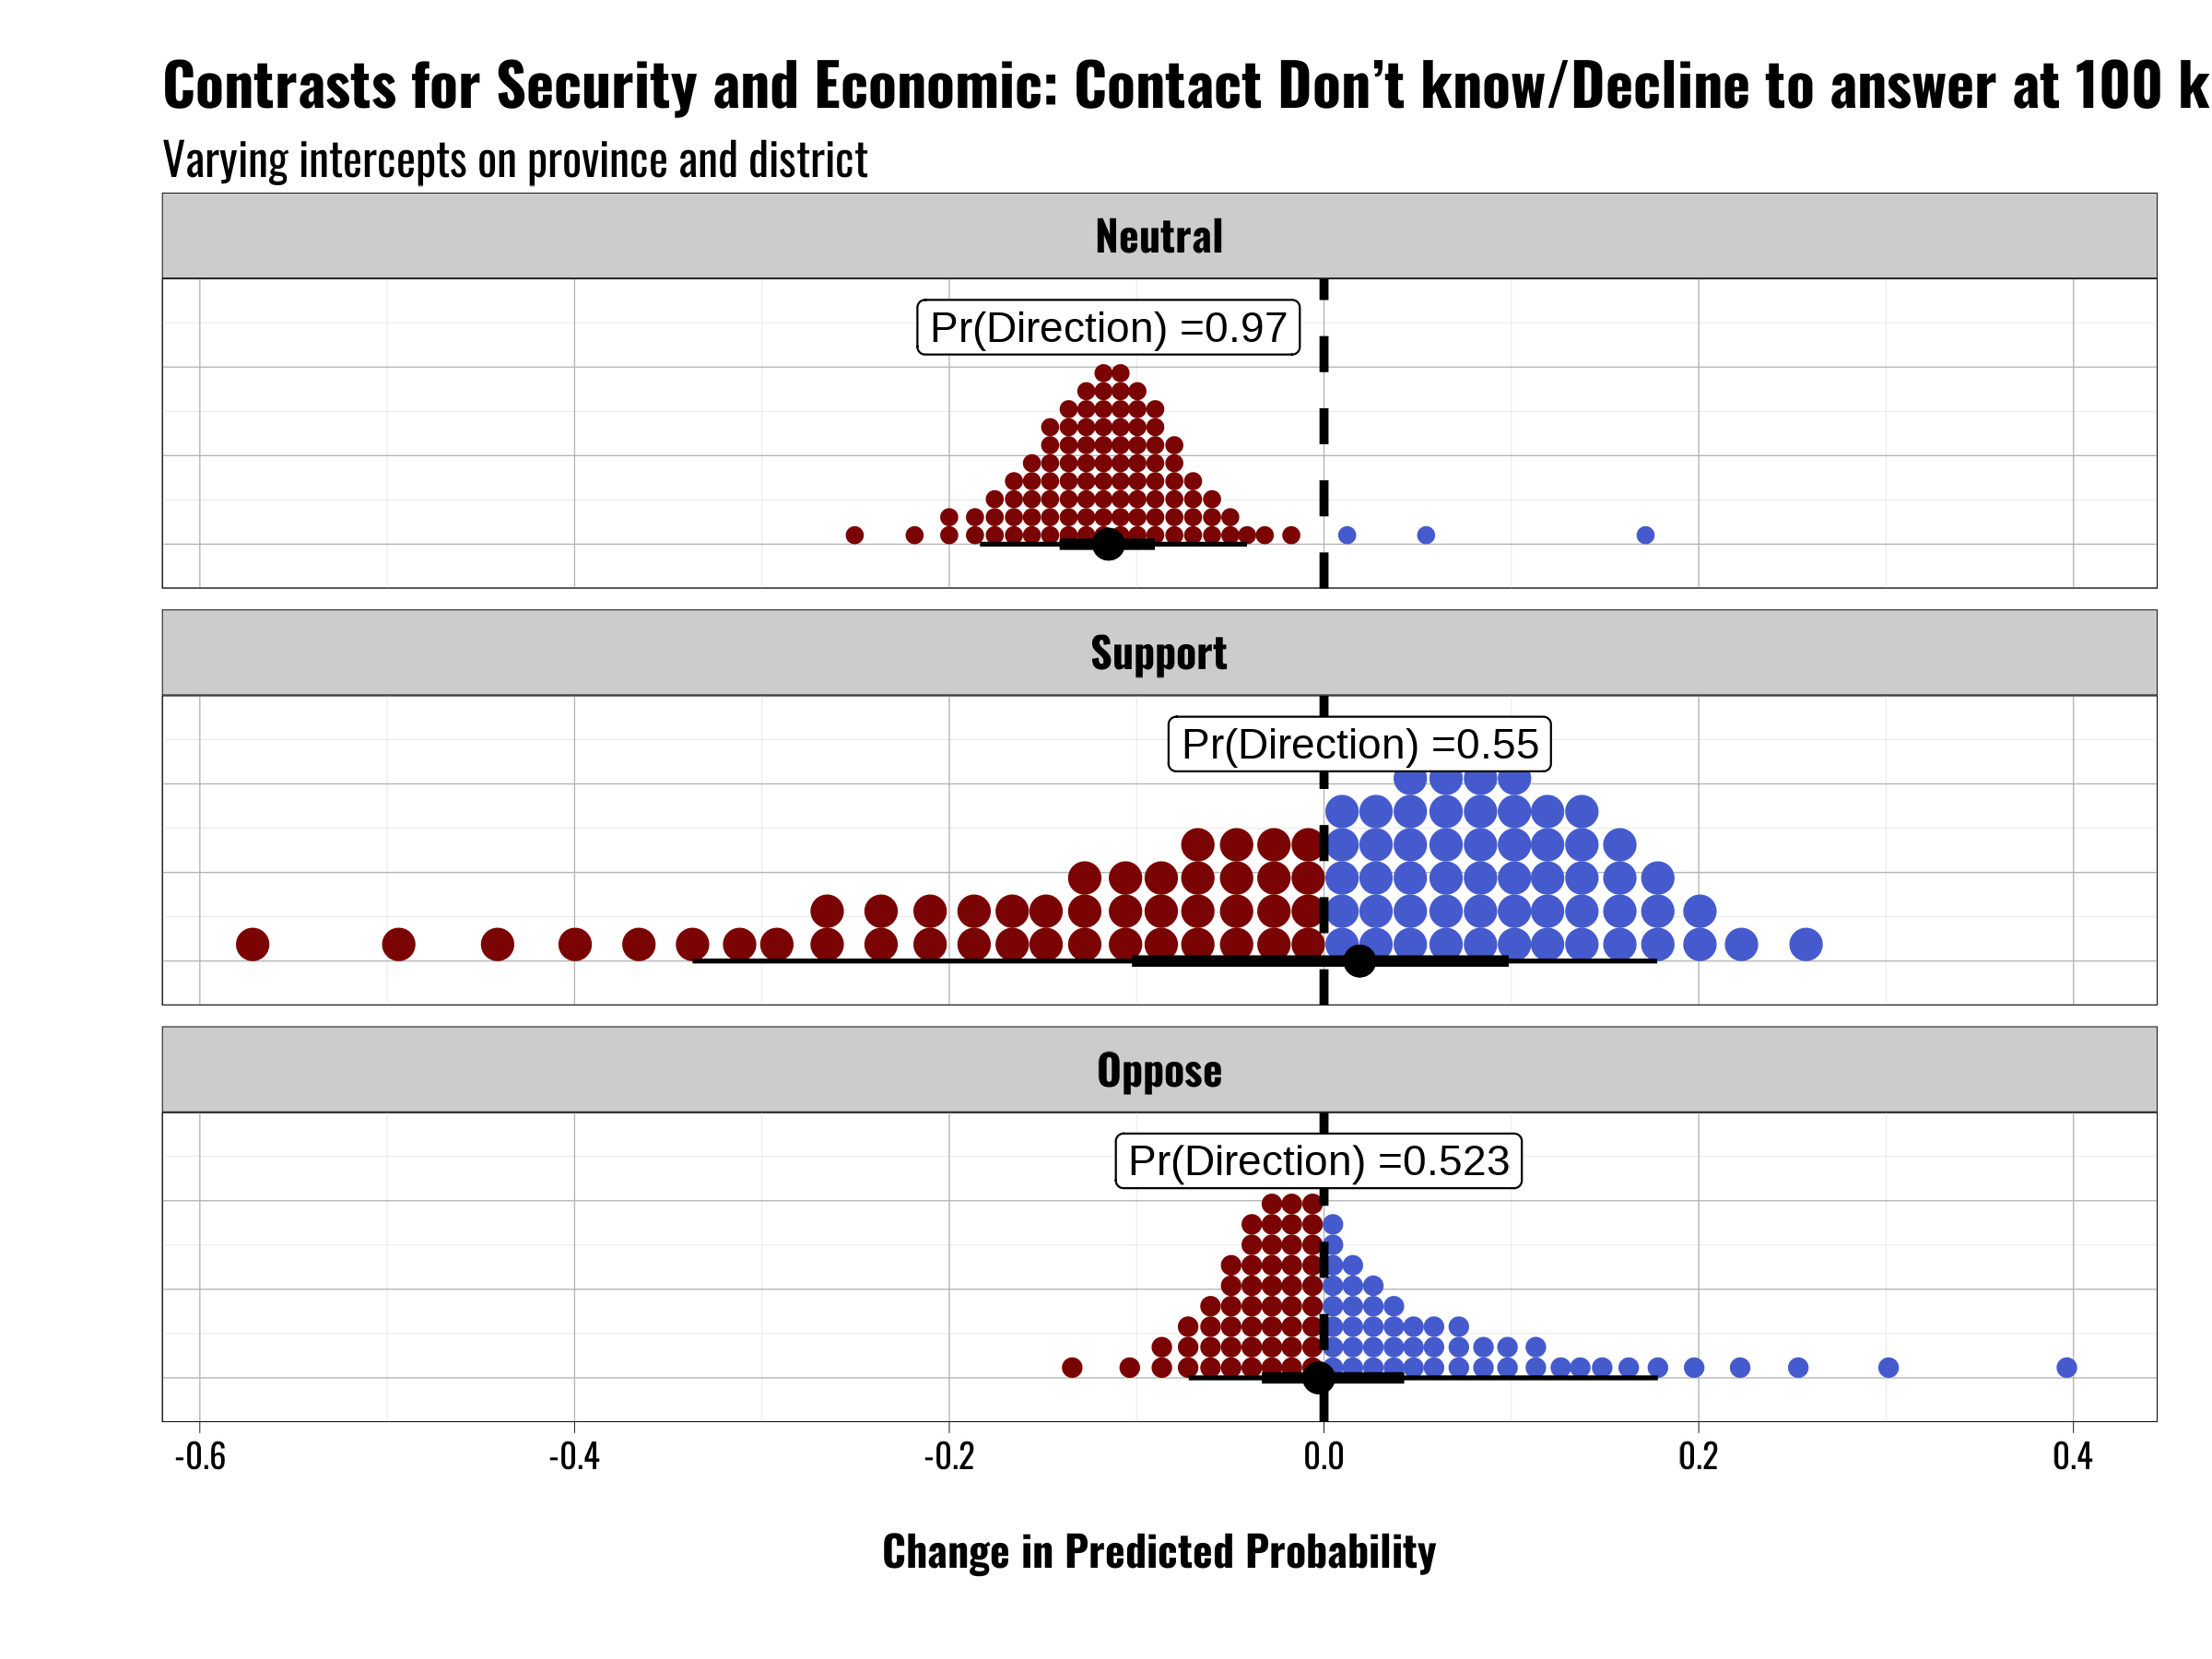 Contrasts for Security and Economic: Contact Don’t know/Decline to answer at 100 k
Varying intercepts on province and district
Neutral
Pr(Direction) =0.97
Support
Pr(Direction) =0.55
Oppose
Pr(Direction) =0.523
-0.6 -0.4 -0.2 0.0 0.2 0.4
Change in Predicted Probability